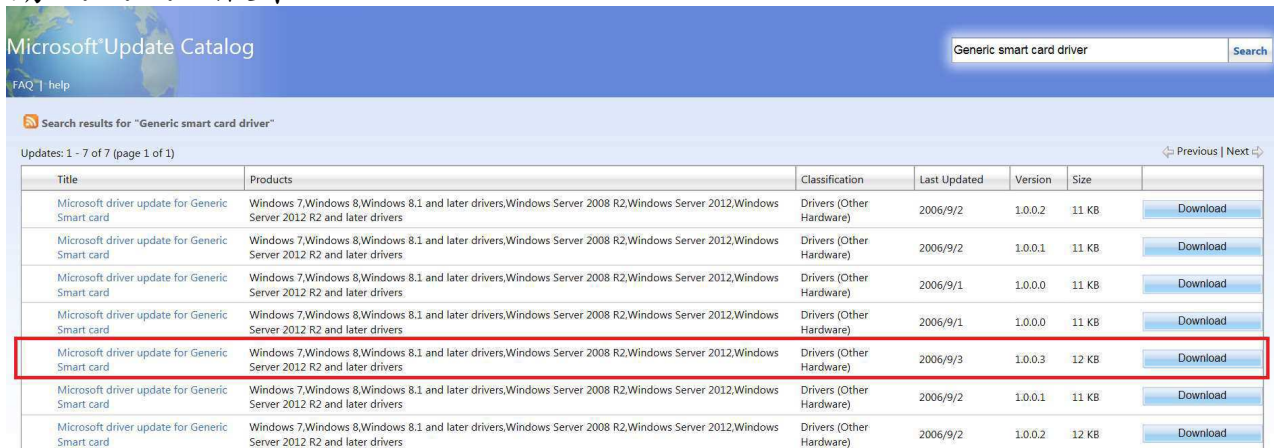 Microsoft®Update Catalog
Generic smart card driver
Search
FAQ | help
Search results for "Generic smart card driver"
Updates: 1 - 7 of 7 (page 1 of 1)
Previous | Next
Title Products Classification Last Updated Version Size
Microsoft driver update for Generic Windows 7,Windows 8,Windows 8.1 and later drivers,Windows Server 2008 R2,Windows Server 2012,Windows Drivers (Other
Smart card Server 2012 R2 and later drivers Hardware) 2006/9/2 1.0.0.2 11 KB Download
Microsoft driver update for Generic Windows 7,Windows 8,Windows 8.1 and later drivers,Windows Server 2008 R2,Windows Server 2012,Windows Drivers (Other
Smart card Server 2012 R2 and later drivers Hardware) 2006/9/2 1.0.0.1 11 KB Download
Microsoft driver update for Generic Windows 7,Windows 8,Windows 8.1 and later drivers,Windows Server 2008 R2,Windows Server 2012,Windows Drivers (Other
Smart card Server 2012 R2 and later drivers Hardware) 2006/9/1 1.0.0.0 11 KB Download
Microsoft driver update for Generic Windows 7,Windows 8,Windows 8.1 and later drivers,Windows Server 2008 R2,Windows Server 2012,Windows Drivers (Other
Smart card Server 2012 R2 and later drivers Hardware) 2006/9/1 1.0.0.0 11 KB Download
Microsoft driver update for Generic Windows 7,Windows 8,Windows 8.1 and later drivers,Windows Server 2008 R2,Windows Server 2012,Windows Drivers (Other
Smart card Server 2012 R2 and later drivers Hardware) 2006/9/3 1.0.0.3 12 KB Download
Microsoft driver update for Generic Windows 7,Windows 8,Windows 8.1 and later drivers,Windows Server 2008 R2,Windows Server 2012,Windows Drivers (Other
Smart card Server 2012 R2 and later drivers Hardware) 2006/9/2 1.0.0.1 11 KB Download
Microsoft driver update for Generic Windows 7,Windows 8,Windows 8.1 and later drivers,Windows Server 2008 R2,Windows Server 2012,Windows Drivers (Other
Smart card Server 2012 R2 and later drivers Hardware) 2006/9/2 1.0.0.2 12 KB Download